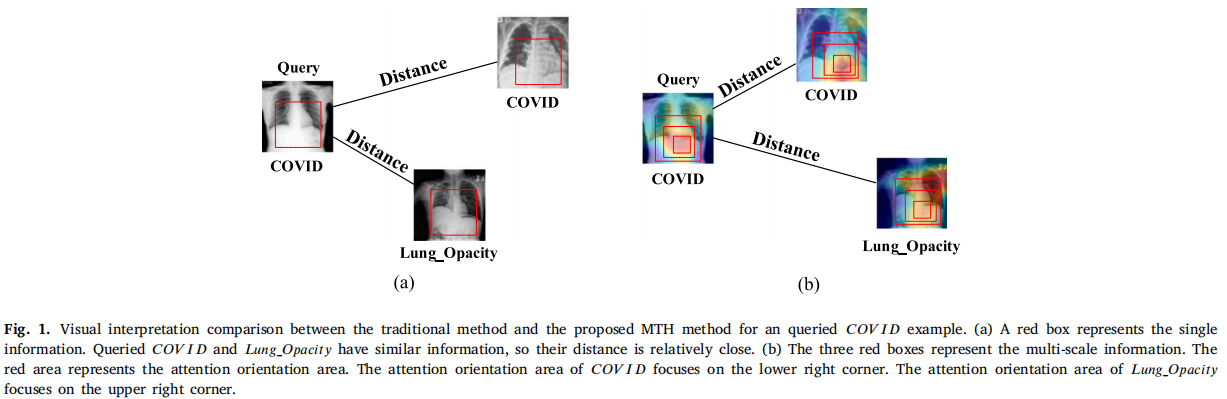 Query
Distance
COVID
COVID
Distance
Lung_Opacity
(a)
Query
Distance
COVID
COVID
Distance
Lung_Opacity
(b)
Fig. 1. Visual interpretation comparison between the traditional method and the proposed MTH method for an queried COVID example. (a) A red box represents the single
information. Queried COVID and Lung_Opacity have similar information, so their distance is relatively close. (b) The three red boxes represent the multi-scale information. The
red area represents the attention orientation area. The attention orientation area of COVID focuses on the lower right corner. The attention orientation area of Lung_Opacity
focuses on the upper right corner.